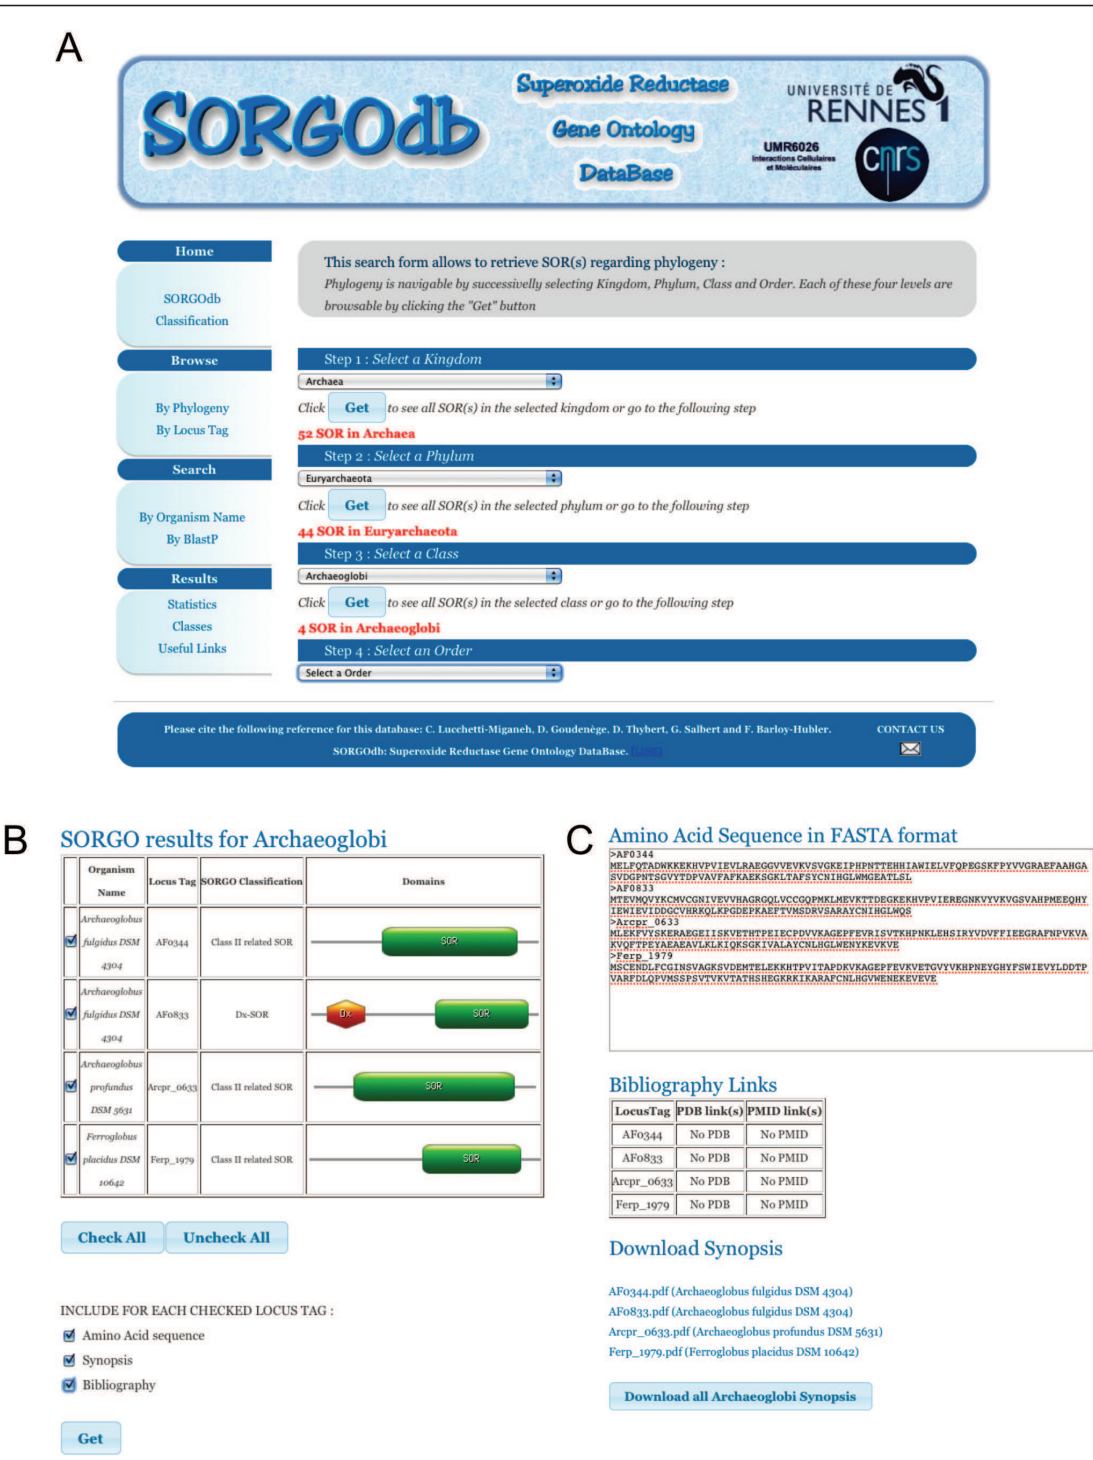 A
SORGOdb
Superoxide Reductase
Gene Ontology
DataBase
UNIVERSITÉ DE
RENNES 1
UMR6026
Interactions Cellulaires
et Moléculaires
cnrs
Home
SORGOdb
Classification
Browse
By Phylogeny
By Locus Tag
Search
By Organism Name
By BlastP
Results
Statistics
Classes
Useful Links
This search form allows to retrieve SOR(s) regarding phylogeny :
Phylogeny is navigable by successivelly selecting Kingdom, Phylum, Class and Order. Each of these four levels are
browsable by clicking the "Get" button
Step 1 : Select a Kingdom
Archaea
Click Get to see all SOR(s) in the selected kingdom or go to the following step
52 SOR in Archaea
Step 2 : Select a Phylum
Euryarchaeota
Click Get to see all SOR(s) in the selected phylum or go to the following step
44 SOR in Euryarchaeota
Step 3 : Select a Class
Archaeoglobi
Click Get to see all SOR(s) in the selected class or go to the following step
4 SOR in Archaeoglobi
Step 4 : Select an Order
Select a Order
Please cite the following reference for this database: C. Lucchetti-Miganeh, D. Goudenège, D. Thybert, G. Salbert and F. Barloy-Hubler.
SORGOdb: Superoxide Reductase Gene Ontology DataBase.
CONTACT US
B
SORGO results for Archaeoglobi
Organism Name Locus Tag SORGO Classification Domains
Archaeoglobus fulgidus DSM 4304 AF0344 Class II related SOR SOR
Archaeoglobus fulgidus DSM 4304 AF0833 Dx-SOR Dx SOR
Archaeoglobus profundus DSM 5631 Arcpr_0633 Class II related SOR SOR
Ferroglobus placidus DSM 10642 Ferp_1979 Class II related SOR SOR
Check All Uncheck All
INCLUDE FOR EACH CHECKED LOCUS TAG :
Amino Acid sequence
Synopsis
Bibliography
Get
C
Amino Acid Sequence in FASTA format
>AF0344
MELFQTADWKKEKHVPVIEVLRAEGGVVEVKVSVGKEIPHPNTTEHHIAWIELVFQPEGSKFPYVVGRAEFAAHGA
SVDGPNTSGVYTDPVAVFAFKAEKSGKLTAFSYCNIHGLWMGEATLSL
>AF0833
MTEVMQVYKCMVCGNIVEVVHAGRGQLVCCGQPMKLMEVKTTDEGKEKHVPVIEREGNKVYVKVGSVAHPMEEQHY
IEWIEVIDDGCVHRKQLKPGDEPKAEFTVMSDRVSARAYCNIHGLWQS
>Arcpr_0633
MLEKFVYSKERAEGEIISKVETHTPEIECPDVVKAGEPFEVRISVTKHPNKLEHSIRYVDVFFIEEGRAFNPVKVA
KVQFTPEYAEAEAVLKLKIQKSGKIVALAYCNLHGLWENYKEVKVE
>Ferp_1979
MSCENDLFCGINSVAGKSVDEMTELEKKHTPVITAPDKVKAGEPFEVKVETGVYVKHPNEYGHYFSWIEVYLDDTP
VARFDLQPVMSSPSVTVKVTATHSHEGKRRIKARAFCNLHGVWENEKEVEVE
Bibliography Links
LocusTag PDB link(s) PMID link(s)
AF0344 No PDB No PMID
AF0833 No PDB No PMID
Arcpr_0633 No PDB No PMID
Ferp_1979 No PDB No PMID
Download Synopsis
AF0344.pdf (Archaeoglobus fulgidus DSM 4304)
AF0833.pdf (Archaeoglobus fulgidus DSM 4304)
Arcpr_0633.pdf (Archaeoglobus profundus DSM 5631)
Ferp_1979.pdf (Ferroglobus placidus DSM 10642)
Download all Archaeoglobi Synopsis